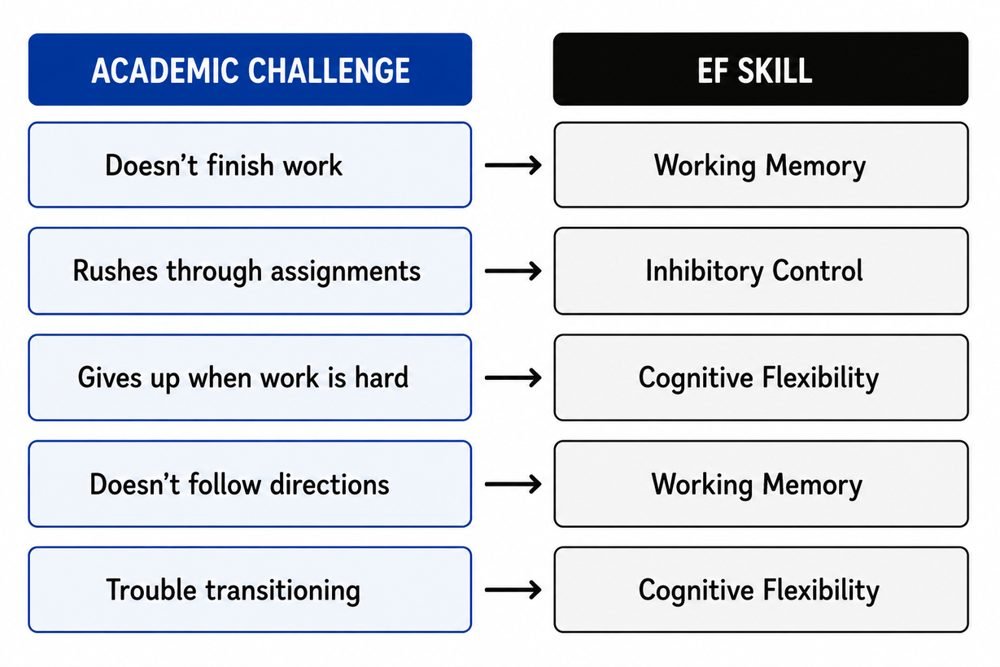 ACADEMIC CHALLENGE
EF SKILL
Doesn’t finish work
Working Memory
Rushes through assignments
Inhibitory Control
Gives up when work is hard
Cognitive Flexibility
Doesn’t follow directions
Working Memory
Trouble transitioning
Cognitive Flexibility